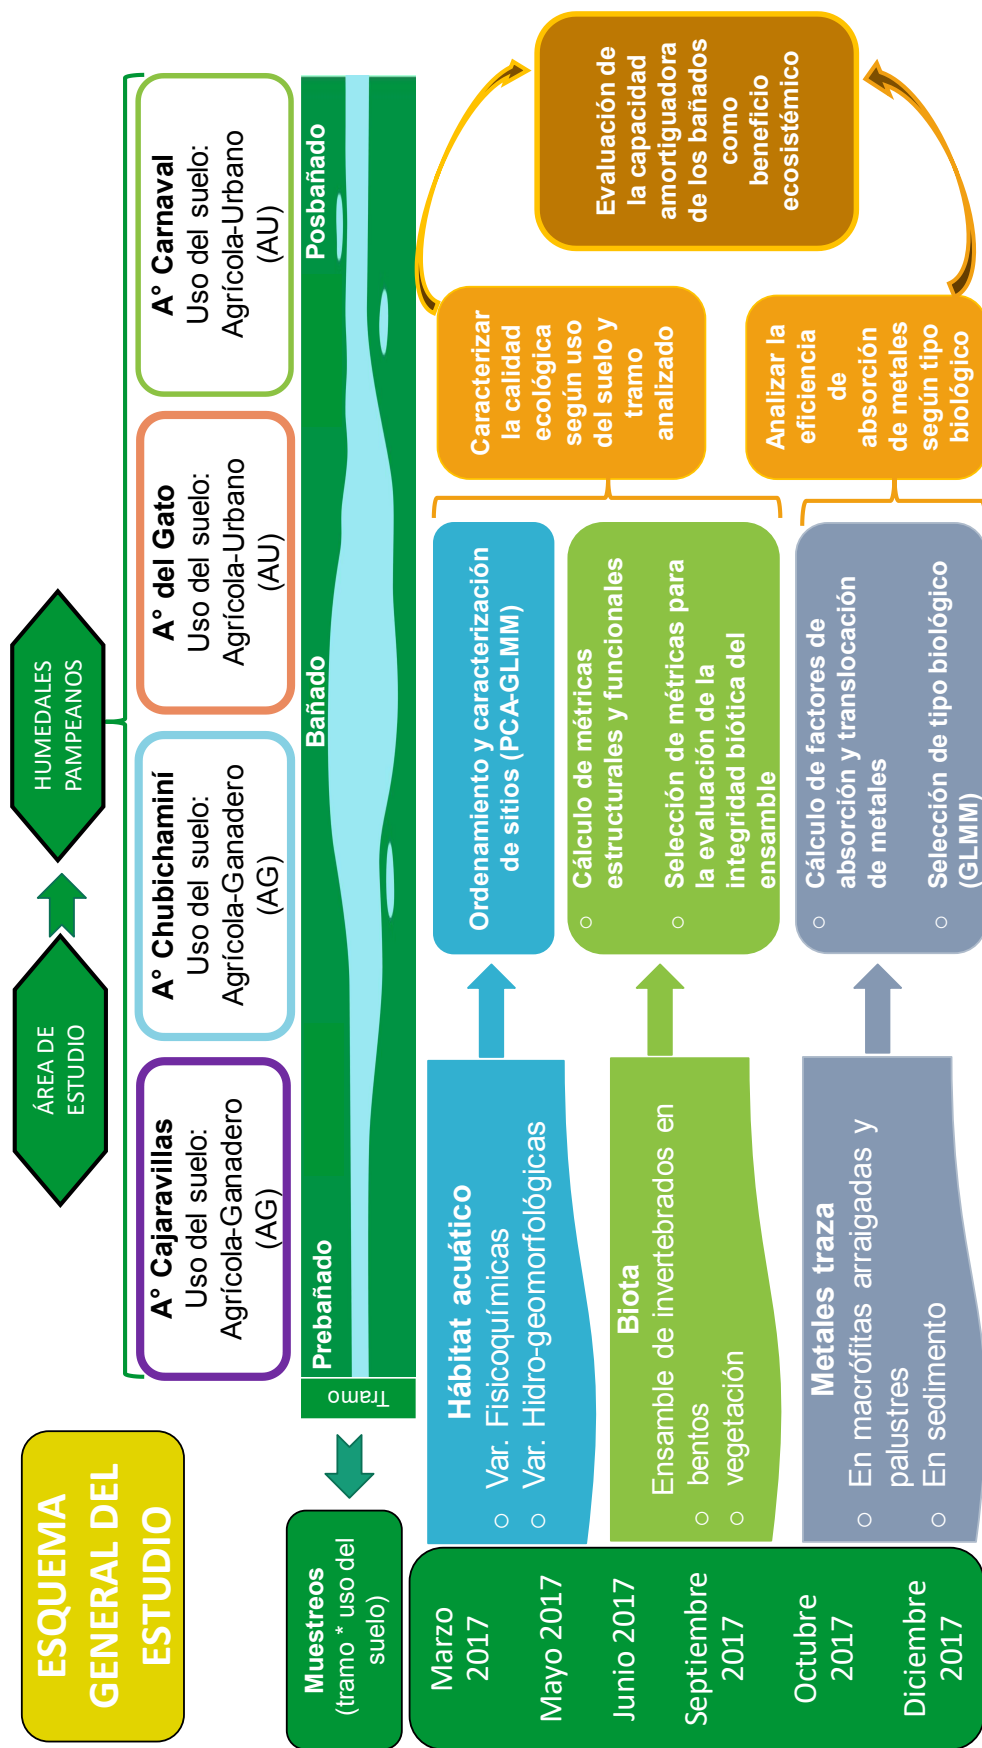 ESQUEMA
GENERAL DEL
ESTUDIO
ÁREA DE
ESTUDIO
HUMEDALES
PAMPEANOS
A° Cajaravillas
Uso del suelo:
Agrícola-Ganadero
(AG)
A° Chubichaminí
Uso del suelo:
Agrícola-Ganadero
(AG)
A° del Gato
Uso del suelo:
Agrícola-Urbano
(AU)
A° Carnaval
Uso del suelo:
Agrícola-Urbano
(AU)
Muestreos
(tramo * uso del
suelo)
Tramo
Prebañado
Bañado
Posbañado
Marzo
2017
Mayo 2017
Junio 2017
Septiembre
2017
Octubre
2017
Diciembre
2017
Hábitat acuático
○ Var. Fisicoquímicas
○ Var. Hidro-geomorfológicas
Ordenamiento y caracterización
de sitios (PCA-GLMM)
Biota
Ensamble de invertebrados en
○ bentos
○ vegetación
○ Cálculo de métricas
estructurales y funcionales
○ Selección de métricas para
la evaluación de la
integridad biótica del
ensamble
Metales traza
○ En macrófitas arraigadas y
palustres
○ En sedimento
○ Cálculo de factores de
absorción y translocación
de metales
○ Selección de tipo biológico
(GLMM)
Caracterizar
la calidad
ecológica
según uso
del suelo y
tramo
analizado
Analizar la
eficiencia
de
absorción
de metales
según tipo
biológico
Evaluación de
la capacidad
amortiguadora
de los bañados
como
beneficio
ecosistémico